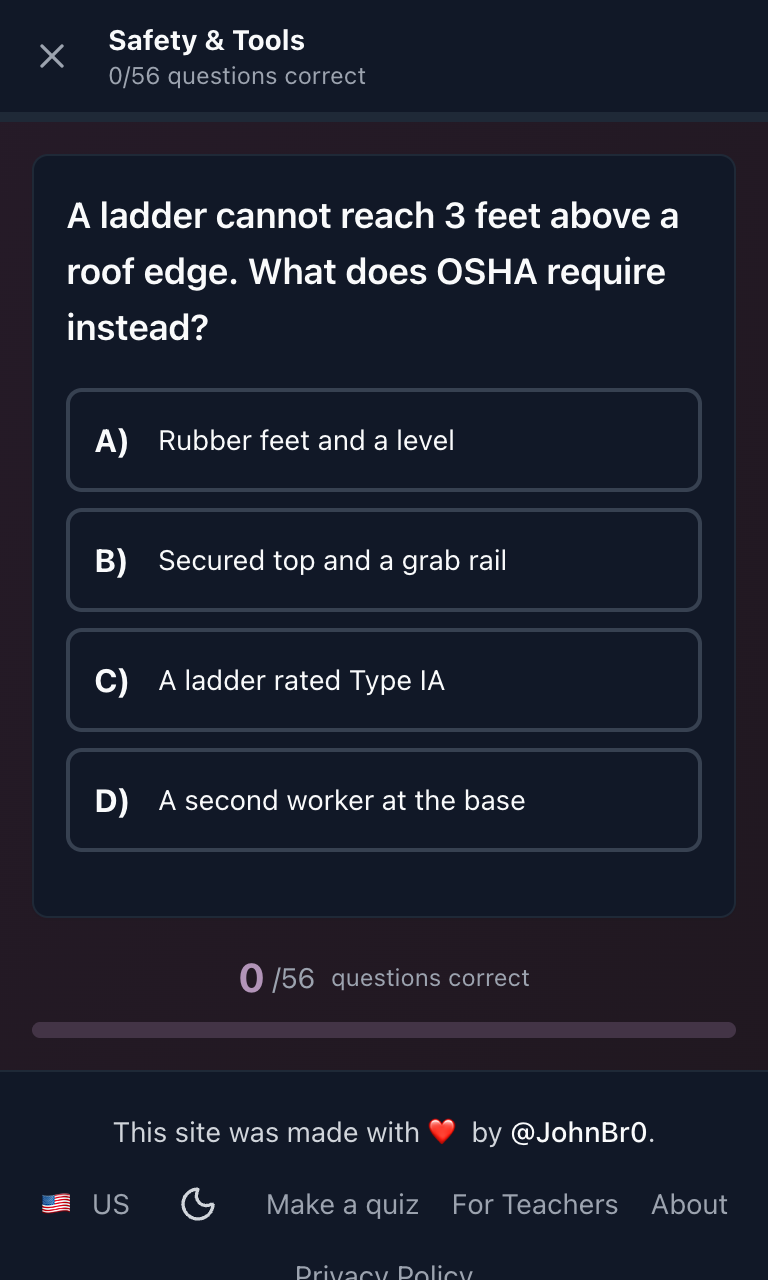 Safety & Tools
0/56 questions correct
A ladder cannot reach 3 feet above a
roof edge. What does OSHA require
instead?
A) Rubber feet and a level
B) Secured top and a grab rail
C) A ladder rated Type IA
D) A second worker at the base
0 /56 questions correct
This site was made with ❤️ by @JohnBr0.
🇺🇸 US Make a quiz For Teachers About
Privacy Policy